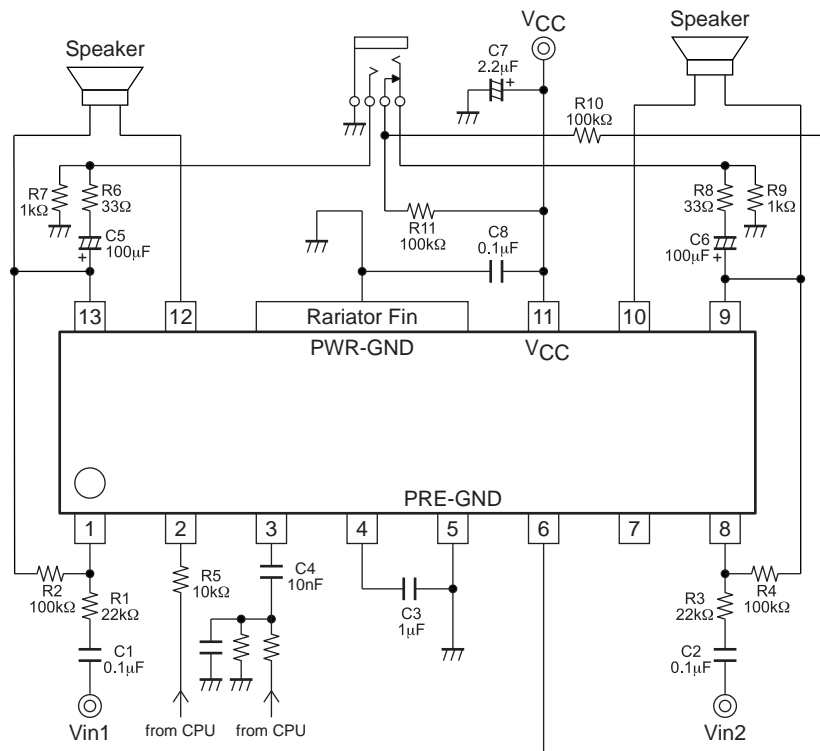 VCC
Speaker
C7
2.2μF
+
Speaker
R10
100kΩ
R7
1kΩ
R6
33Ω
R8
33Ω
R9
1kΩ
R11
100kΩ
C5
100μF
+
C8
0.1μF
C6
100μF
+
13
12
Rariator Fin
11
10
9
PWR-GND
VCC
PRE-GND
1
2
3
4
5
6
7
8
R2
100kΩ
R1
22kΩ
R5
10kΩ
C4
10nF
C3
1μF
R3
22kΩ
R4
100kΩ
C1
0.1μF
C2
0.1μF
Vin1
from CPU
from CPU
Vin2